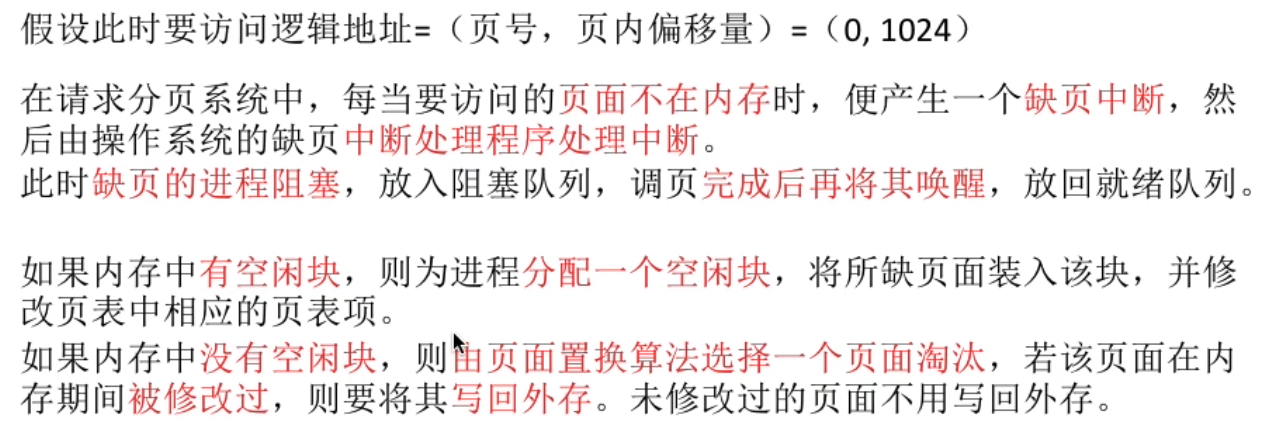 假设此时要访问逻辑地址=（页号，页内偏移量）=（0, 1024）
在请求分页系统中，每当要访问的页面不在内存时，便产生一个缺页中断，然
后由操作系统的缺页中断处理程序处理中断。
此时缺页的进程阻塞，放入阻塞队列，调页完成后再将其唤醒，放回就绪队列。
如果内存中有空闲块，则为进程分配一个空闲块，将所缺页面装入该块，并修
改页表中相应的页表项。
如果内存中没有空闲块，则由页面置换算法选择一个页面淘汰，若该页面在内
存期间被修改过，则要将其写回外存。未修改过的页面不用写回外存。